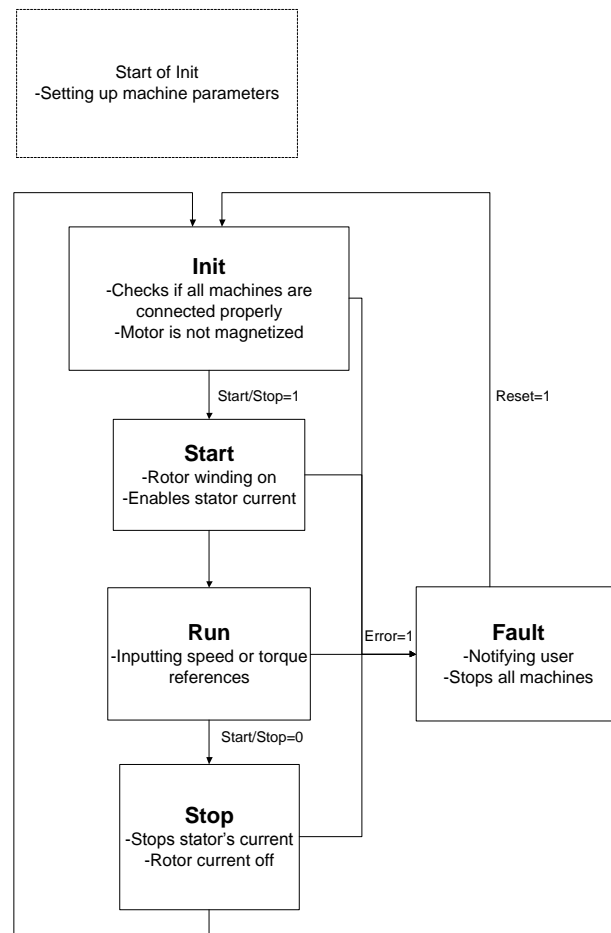 Start of Init
-Setting up machine parameters
Init
-Checks if all machines are
connected properly
-Motor is not magnetized
Start/Stop=1
Reset=1
Start
-Rotor winding on
-Enables stator current
Run
-Inputting speed or torque
references
Error=1
Fault
-Notifying user
-Stops all machines
Start/Stop=0
Stop
-Stops stator's current
-Rotor current off